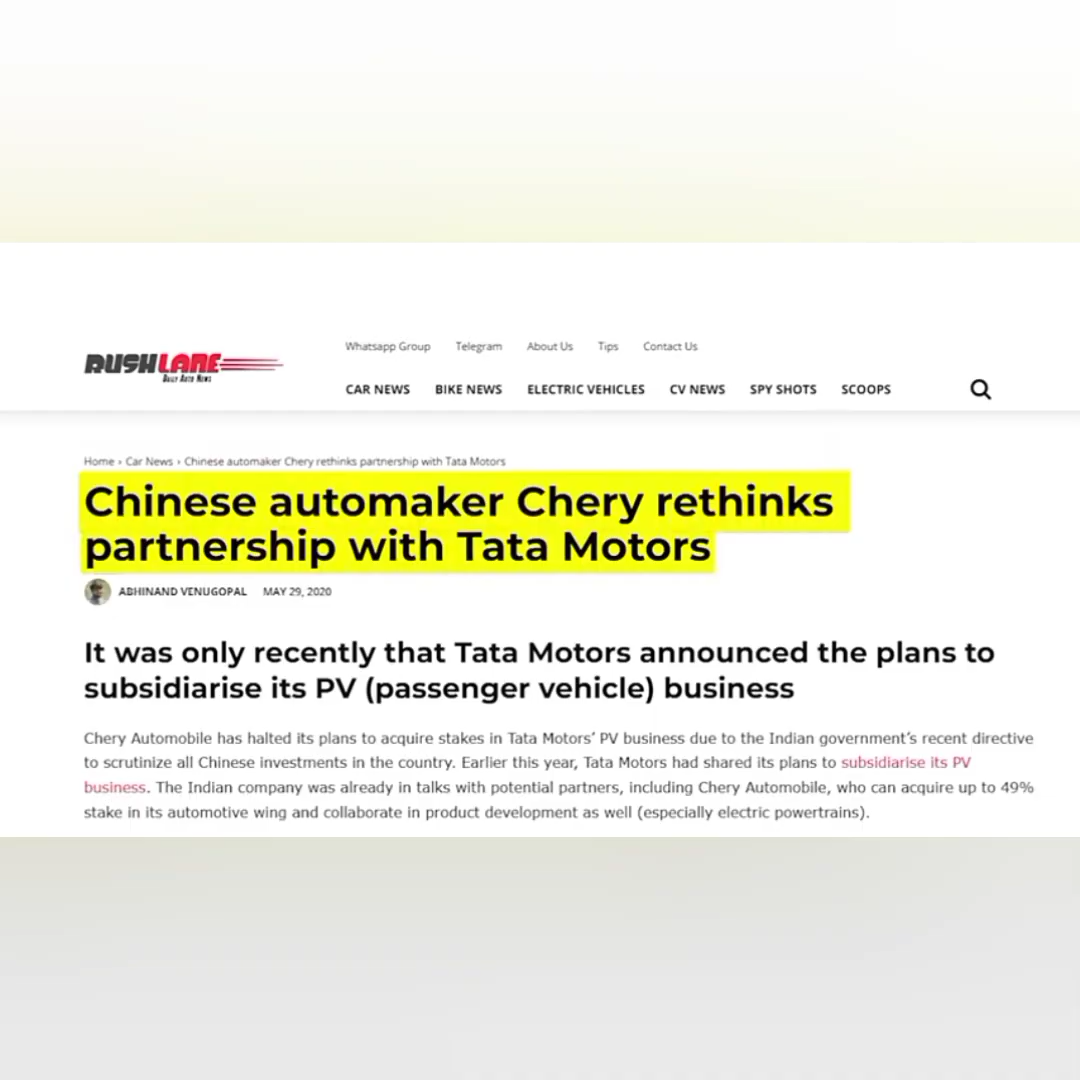 Whatsapp Group Telegram About Us Tips Contact Us
RUSHLANE
Daily Auto News
CAR NEWS BIKE NEWS ELECTRIC VEHICLES CV NEWS SPY SHOTS SCOOPS
Home › Car News › Chinese automaker Chery rethinks partnership with Tata Motors
Chinese automaker Chery rethinks
partnership with Tata Motors
ABHINAND VENUGOPAL MAY 29, 2020
It was only recently that Tata Motors announced the plans to
subsidiarise its PV (passenger vehicle) business
Chery Automobile has halted its plans to acquire stakes in Tata Motors’ PV business due to the Indian government’s recent directive
to scrutinize all Chinese investments in the country. Earlier this year, Tata Motors had shared its plans to subsidiarise its PV
business. The Indian company was already in talks with potential partners, including Chery Automobile, who can acquire up to 49%
stake in its automotive wing and collaborate in product development as well (especially electric powertrains).